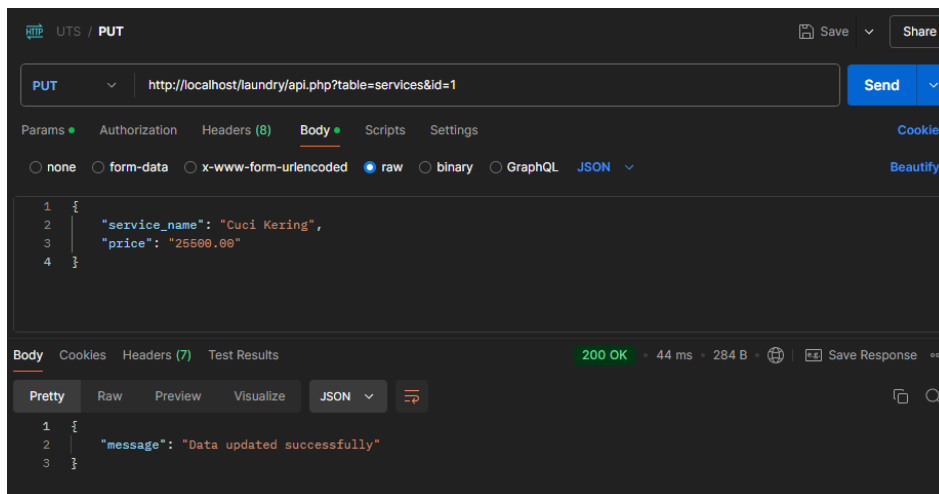 HTTP UTS / PUT Save Share
PUT http://localhost/laundry/api.php?table=services&id=1 Send
Params Authorization Headers (8) Body Scripts Settings Cookie
none form-data x-www-form-urlencoded raw binary GraphQL JSON Beautify
1 {
2 "service_name": "Cuci Kering",
3 "price": "25500.00"
4 }
Body Cookies Headers (7) Test Results 200 OK 44 ms 284 B e.g. Save Response
Pretty Raw Preview Visualize JSON
1 {
2 "message": "Data updated successfully"
3 }